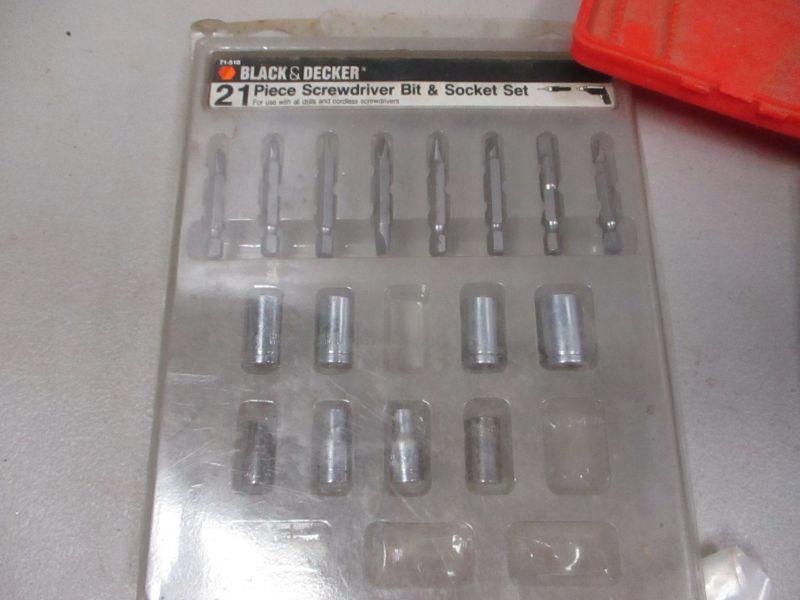 71-518
BLACK & DECKER
21 Piece Screwdriver Bit & Socket Set
For use with all drills and cordless screwdrivers